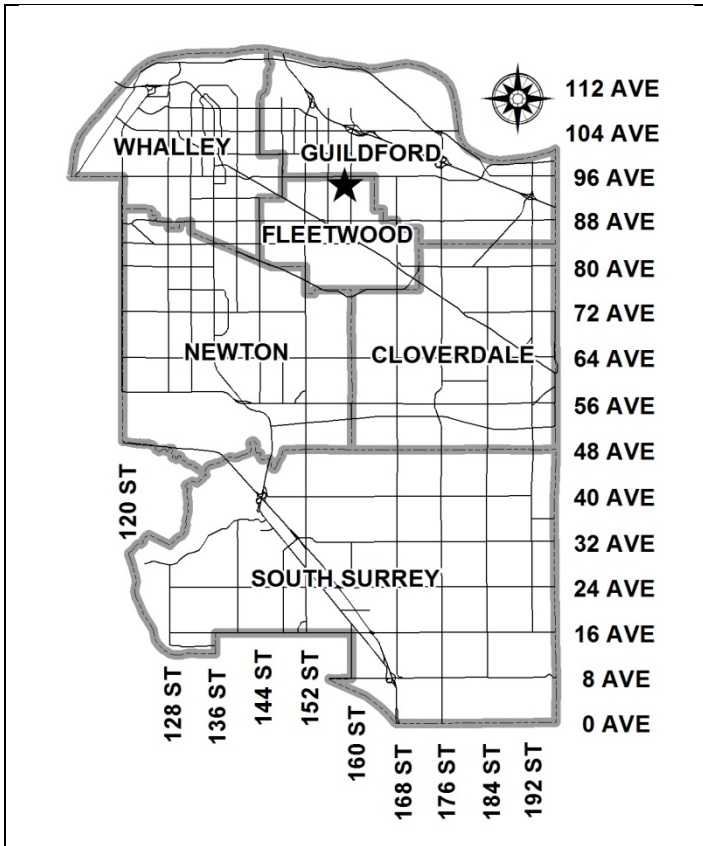 112 AVE
104 AVE
WHALLEY
GUILDFORD
96 AVE
88 AVE
FLEETWOOD
80 AVE
72 AVE
NEWTON
CLOVERDALE
64 AVE
56 AVE
48 AVE
120 ST
40 AVE
32 AVE
SOUTH SURREY
24 AVE
16 AVE
8 AVE
0 AVE
128 ST
136 ST
144 ST
152 ST
160 ST
168 ST
176 ST
184 ST
192 ST